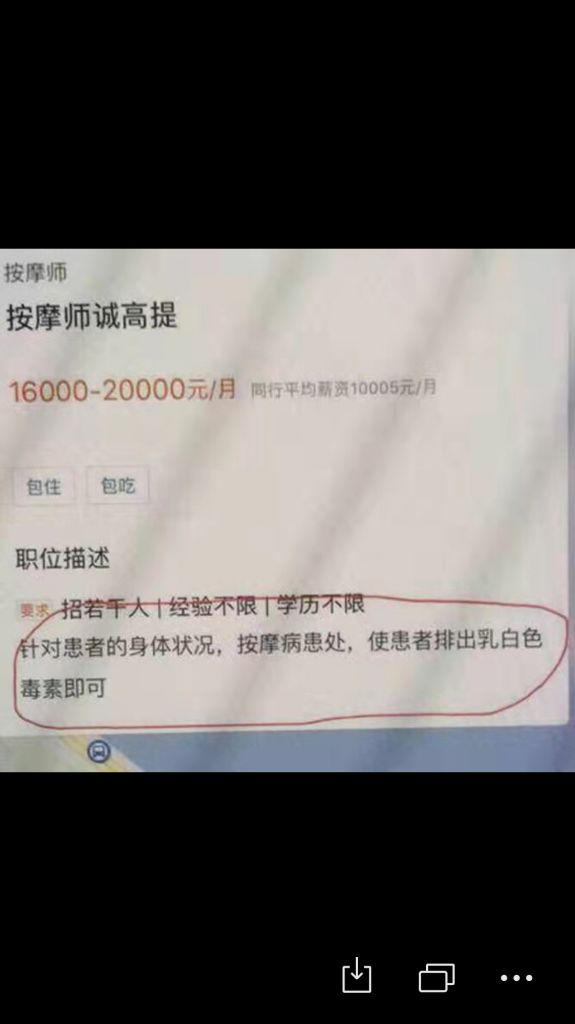 按摩师
按摩师诚高提
16000-20000元/月 同行平均薪资10005元/月
包住 包吃
职位描述
要求 招若干人 | 经验不限 | 学历不限
针对患者的身体状况，按摩病患处，使患者排出乳白色
毒素即可